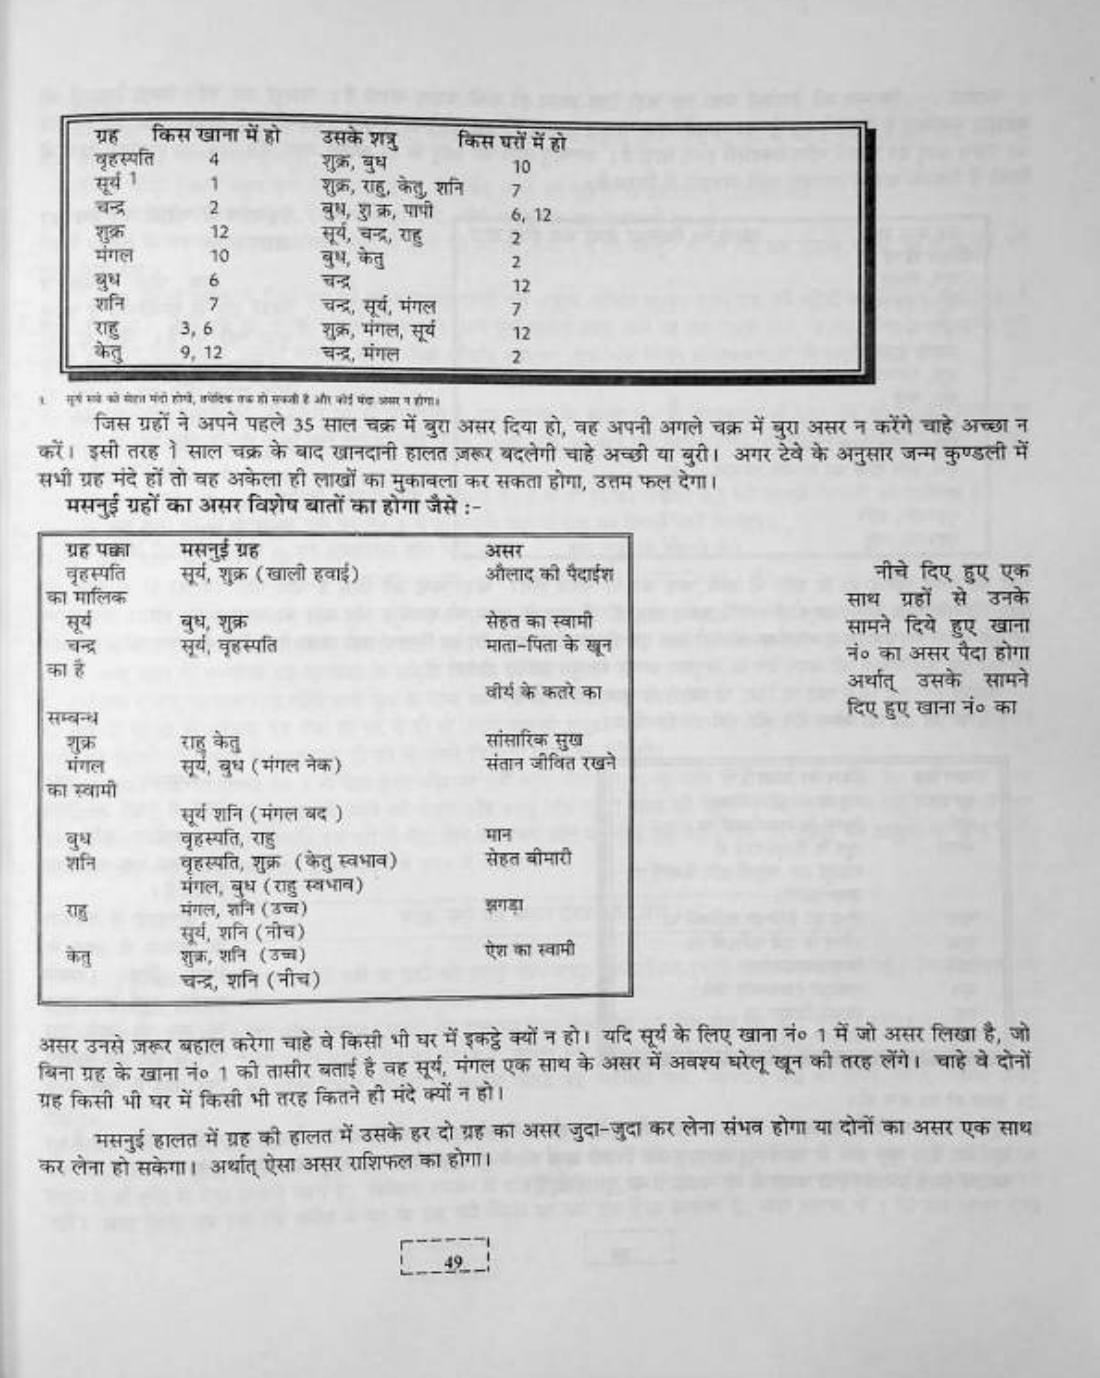 ग्रह किस खाना में हो उसके शत्रु किस घरों में हो
वृहस्पति 4 शुक्र, बुध 10
सूर्य 1 1 शुक्र, राहु, केतु, शनि 7
चन्द्र 2 बुध, शु क्र, पापी 6, 12
शुक्र 12 सूर्य, चन्द्र, राहु 2
मंगल 10 बुध, केतु 2
बुध 6 चन्द्र 12
शनि 7 चन्द्र, सूर्य, मंगल 7
राहु 3, 6 शुक्र, मंगल, सूर्य 12
केतु 9, 12 चन्द्र, मंगल 2
सूर्य की सेहत मंदी होगी, तपेदिक तक हो सकती है और कोई मंदा असर न होगा।
जिस ग्रहों ने अपने पहले 35 साल चक्र में बुरा असर दिया हो, वह अपनी अगले चक्र में बुरा असर न करेंगे चाहे अच्छा न
करें। इसी तरह 1 साल चक्र के बाद खानदानी हालत ज़रूर बदलेगी चाहे अच्छी या बुरी। अगर टेवे के अनुसार जन्म कुण्डली में
सभी ग्रह मंदे हों तो वह अकेला ही लाखों का मुकाबला कर सकता होगा, उत्तम फल देगा।
मसनुई ग्रहों का असर विशेष बातों का होगा जैसे :-
ग्रह पक्का मसनुई ग्रह असर
वृहस्पति सूर्य, शुक्र (खाली हवाई) औलाद की पैदाईश
का मालिक
सूर्य बुध, शुक्र सेहत का स्वामी
चन्द्र सूर्य, वृहस्पति माता-पिता के खून
का है
वीर्य के कतरे का
सम्बन्ध
शुक्र राहु केतु सांसारिक सुख
मंगल सूर्य, बुध (मंगल नेक) संतान जीवित रखने
का स्वामी
सूर्य शनि (मंगल बद )
बुध वृहस्पति, राहु मान
शनि वृहस्पति, शुक्र (केतु स्वभाव) सेहत बीमारी
मंगल, बुध (राहु स्वभाव)
राहु मंगल, शनि (उच्च) झगड़ा
सूर्य, शनि (नीच)
केतु शुक्र, शनि (उच्च) ऐश का स्वामी
चन्द्र, शनि (नीच)
नीचे दिए हुए एक
साथ ग्रहों से उनके
सामने दिये हुए खाना
नं० का असर पैदा होगा
अर्थात् उसके सामने
दिए हुए खाना नं० का
असर उनसे ज़रूर बहाल करेगा चाहे वे किसी भी घर में इकट्ठे क्यों न हो। यदि सूर्य के लिए खाना नं० 1 में जो असर लिखा है, जो
बिना ग्रह के खाना नं० 1 की तासीर बताई है वह सूर्य, मंगल एक साथ के असर में अवश्य घरेलू खून की तरह लेंगे। चाहे वे दोनों
ग्रह किसी भी घर में किसी भी तरह कितने ही मंदे क्यों न हो।
मसनुई हालत में ग्रह की हालत में उसके हर दो ग्रह का असर जुदा-जुदा कर लेना संभव होगा या दोनों का असर एक साथ
कर लेना हो सकेगा। अर्थात् ऐसा असर राशिफल का होगा।
49